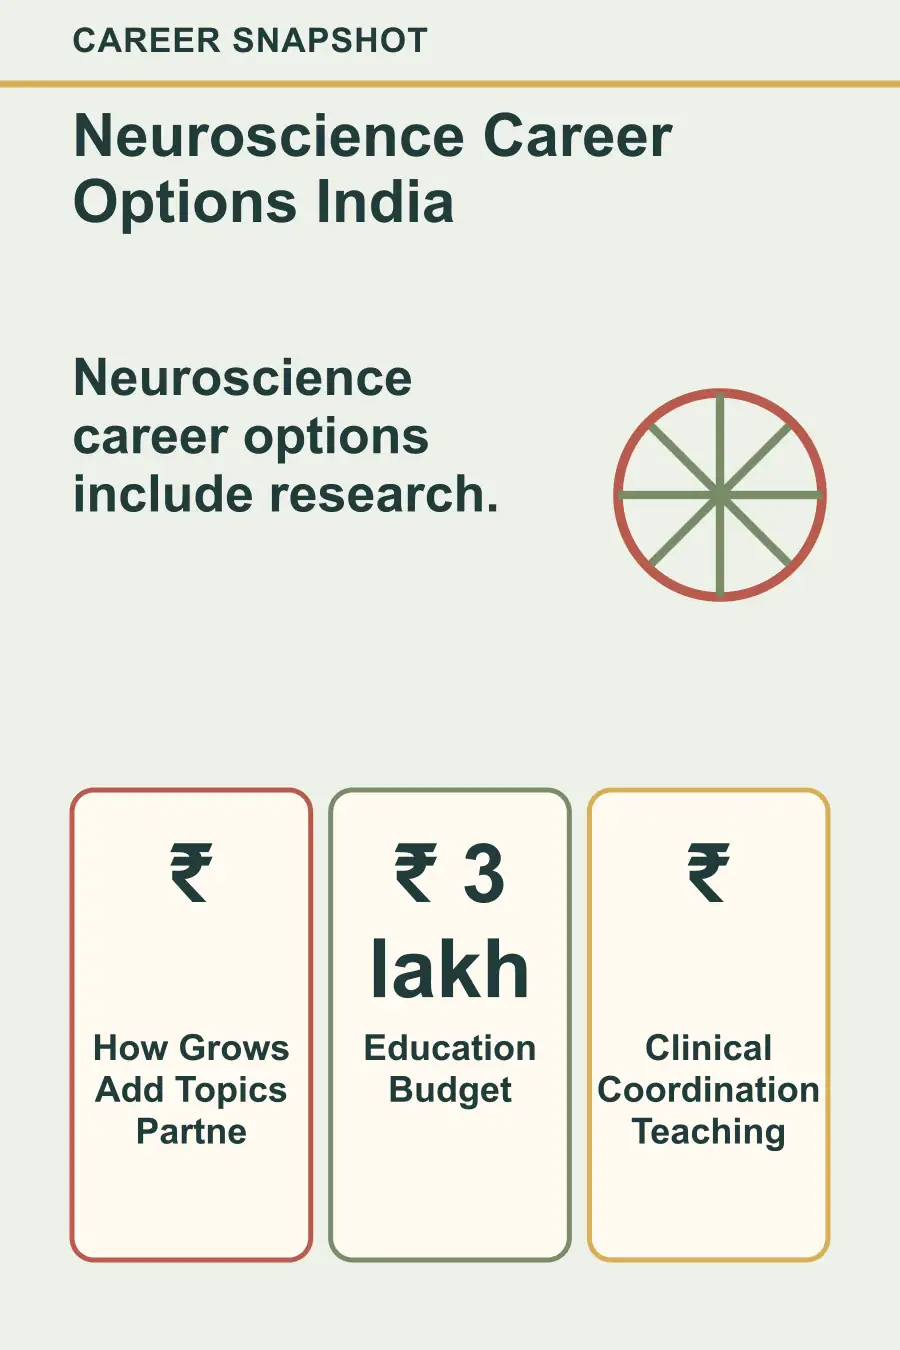 CAREER SNAPSHOT
Neuroscience Career
Options India
Neuroscience
career options
include research.
₹
How Grows
Add Topics
Partne
₹ 3
lakh
Education
Budget
₹
Clinical
Coordination
Teaching